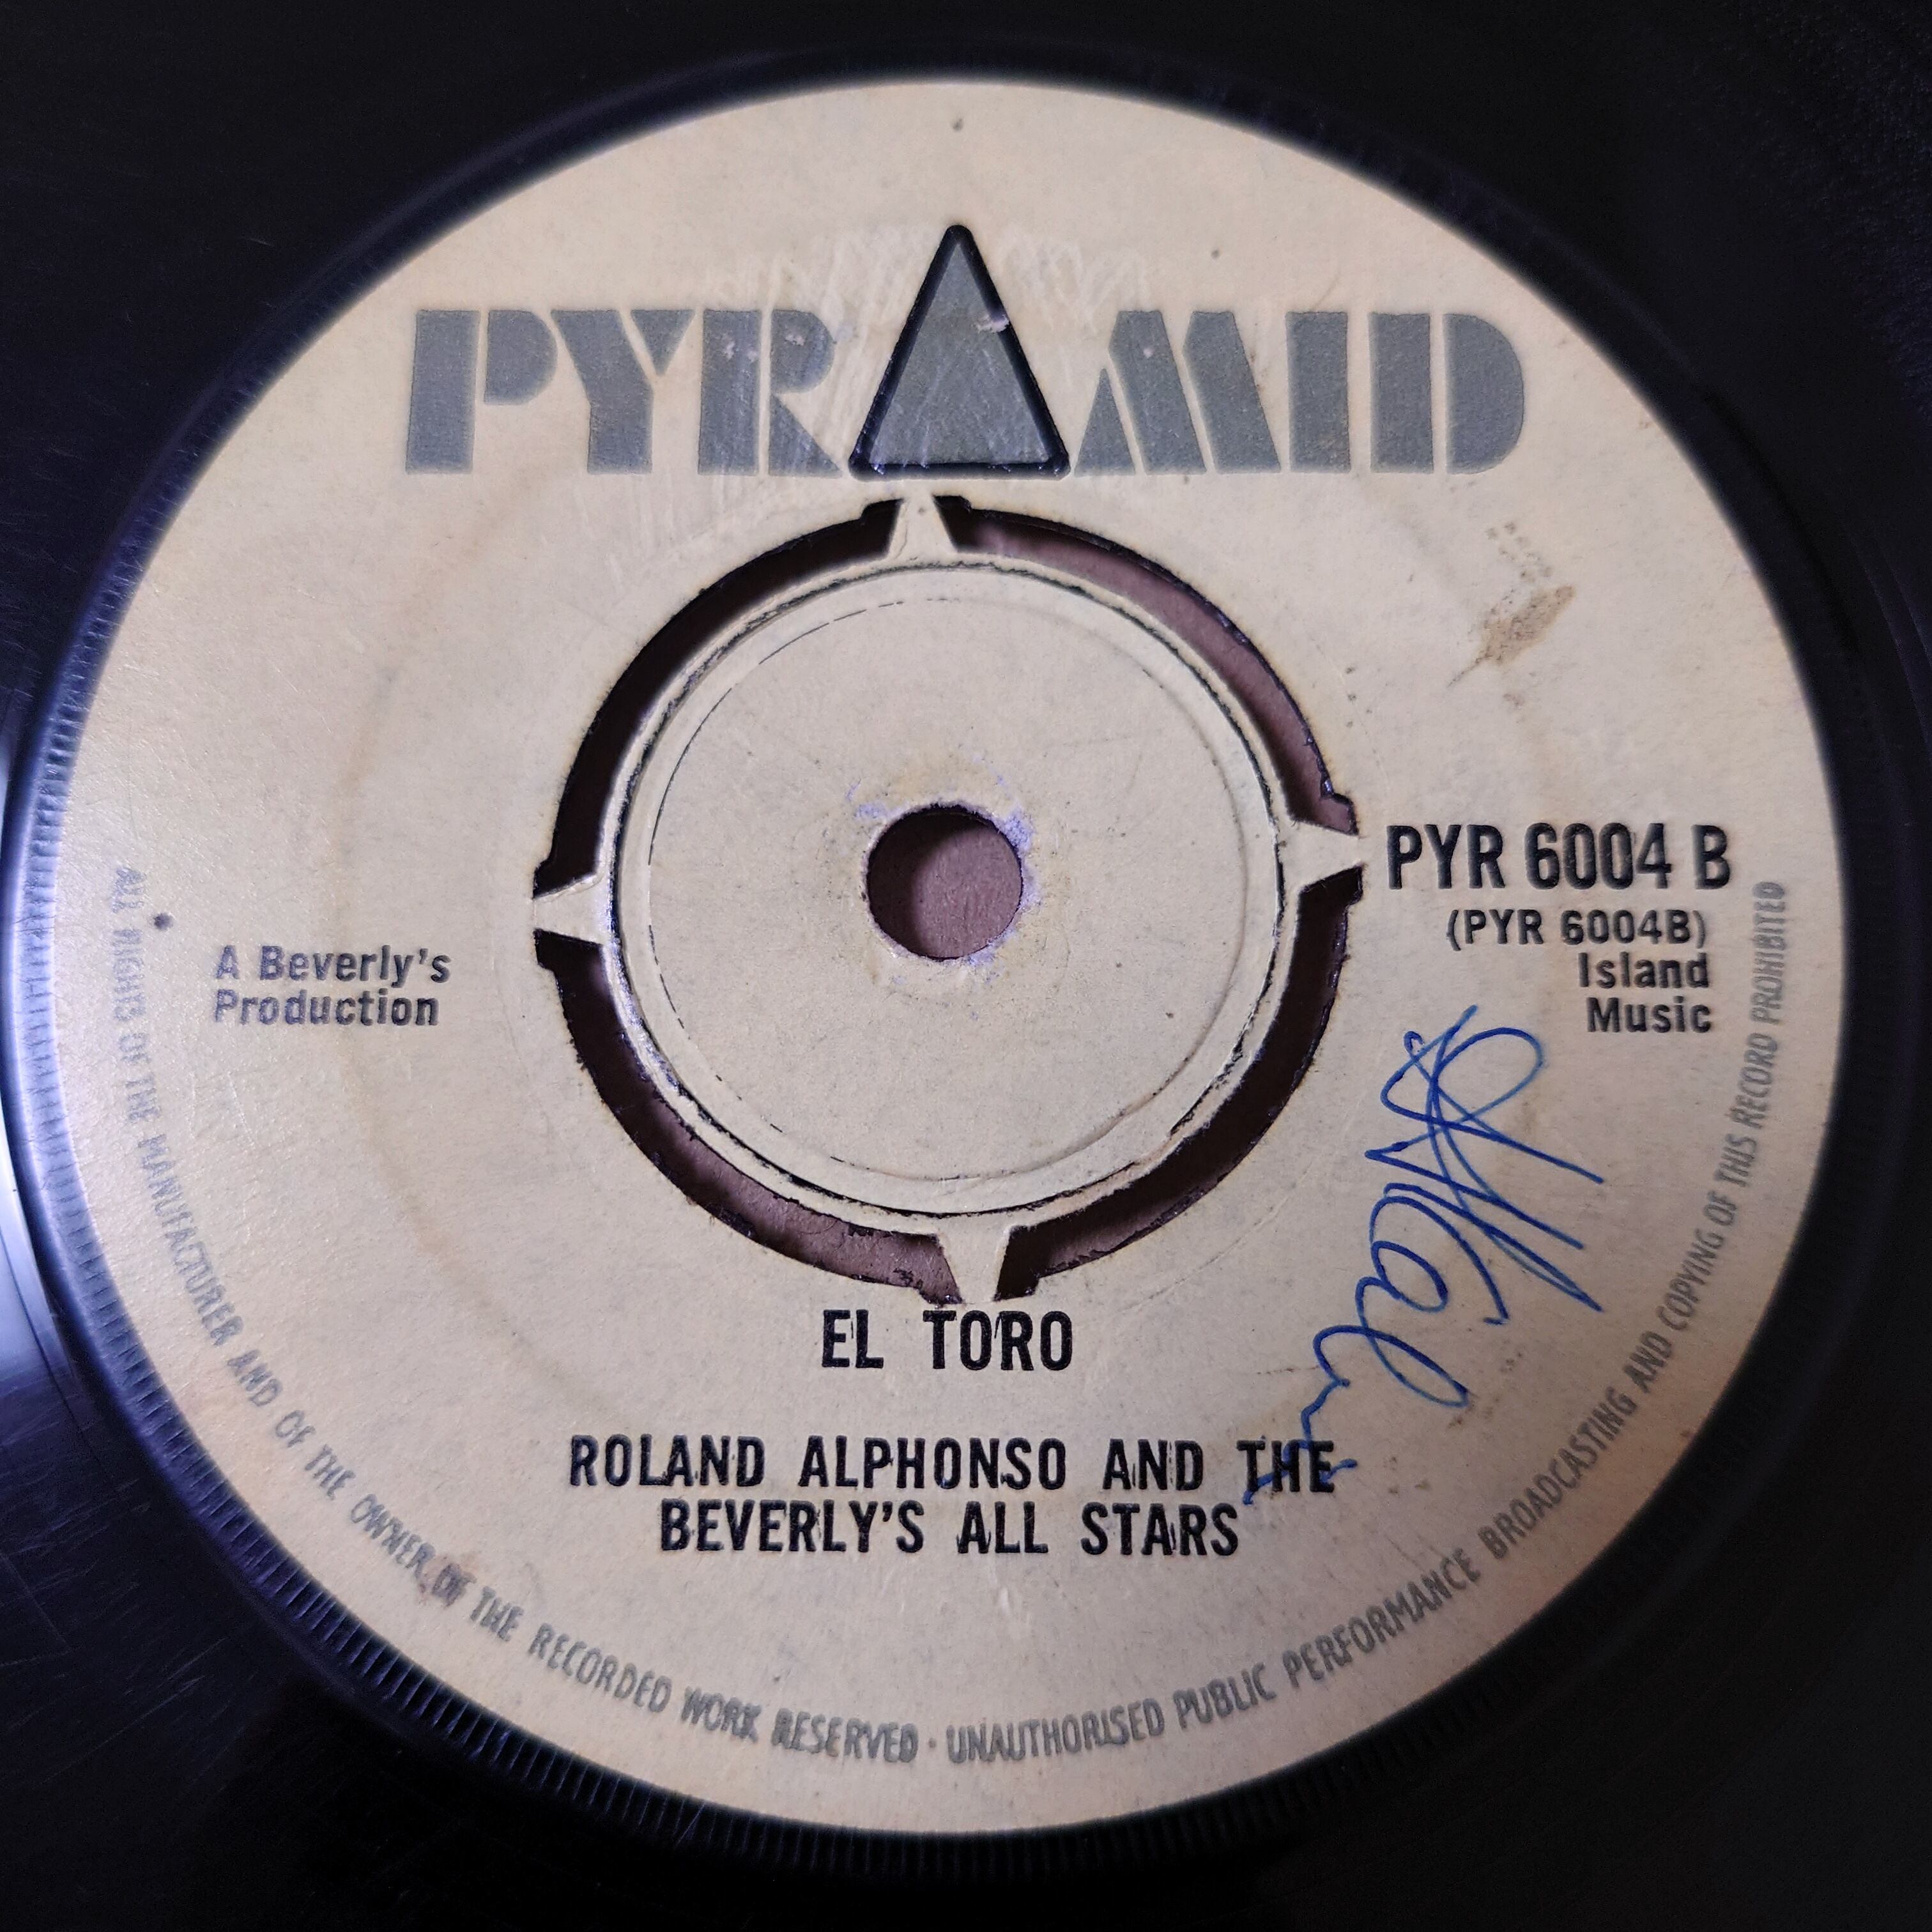 PYRAMID
PYR 6004 B
(PYR 6004B)
Island
Music
A Beverly's
Production
EL TORO
ROLAND ALPHONSO AND THE
BEVERLY'S ALL STARS
ALL RIGHTS OF THE MANUFACTURER AND OF THE OWNER OF THE RECORDED WORK RESERVED · UNAUTHORISED PUBLIC PERFORMANCE BROADCASTING AND COPYING OF THIS RECORD PROHIBITED